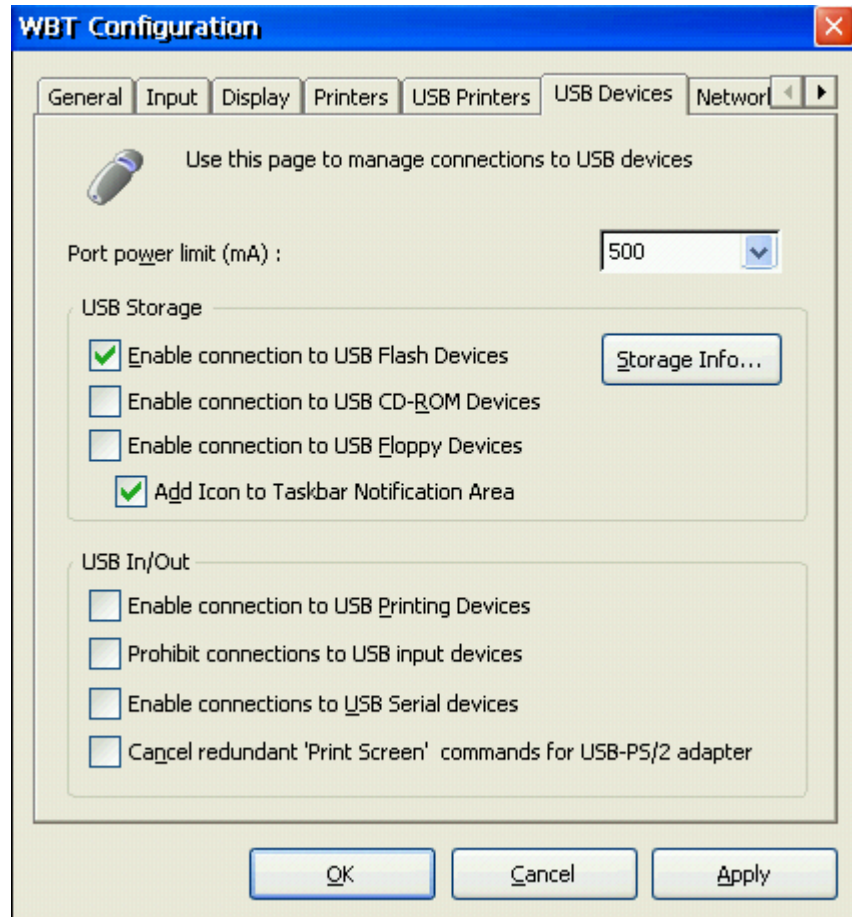 WBT Configuration
General Input Display Printers USB Printers USB Devices Networ
Use this page to manage connections to USB devices
Port power limit (mA) : 500
USB Storage
Enable connection to USB Flash Devices Storage Info...
Enable connection to USB CD-ROM Devices
Enable connection to USB Floppy Devices
Add Icon to Taskbar Notification Area
USB In/Out
Enable connection to USB Printing Devices
Prohibit connections to USB input devices
Enable connections to USB Serial devices
Cancel redundant 'Print Screen' commands for USB-PS/2 adapter
OK Cancel Apply